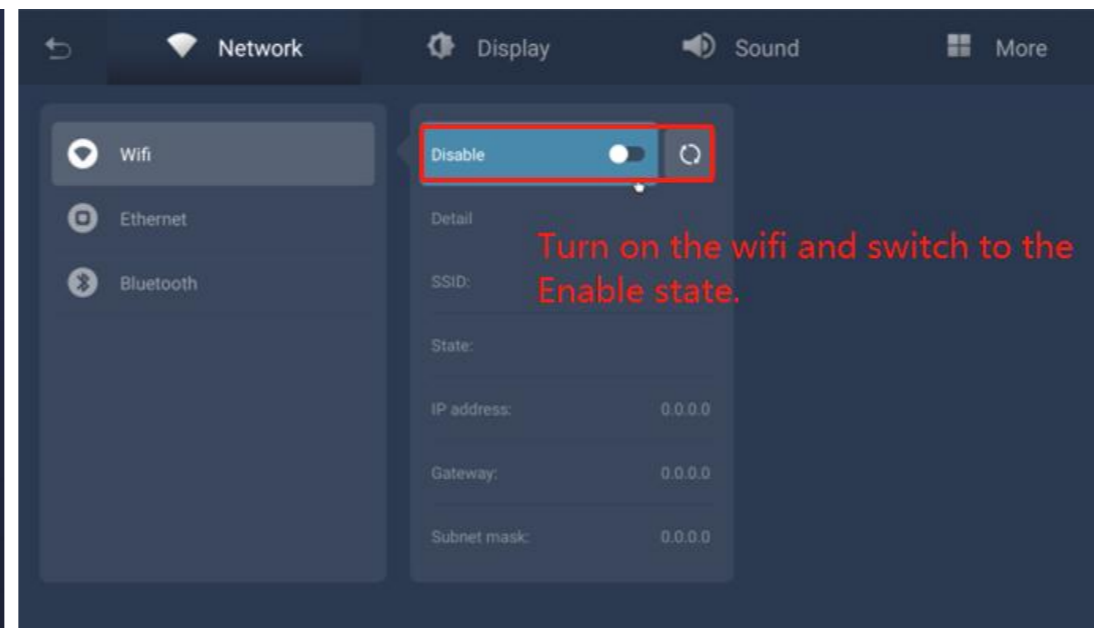 Network
Display
Sound
More
Wifi
Disable
Ethernet
Detail
Turn on the wifi and switch to the
Enable state.
Bluetooth
SSID:
State:
IP address: 0.0.0.0
Gateway: 0.0.0.0
Subnet mask: 0.0.0.0